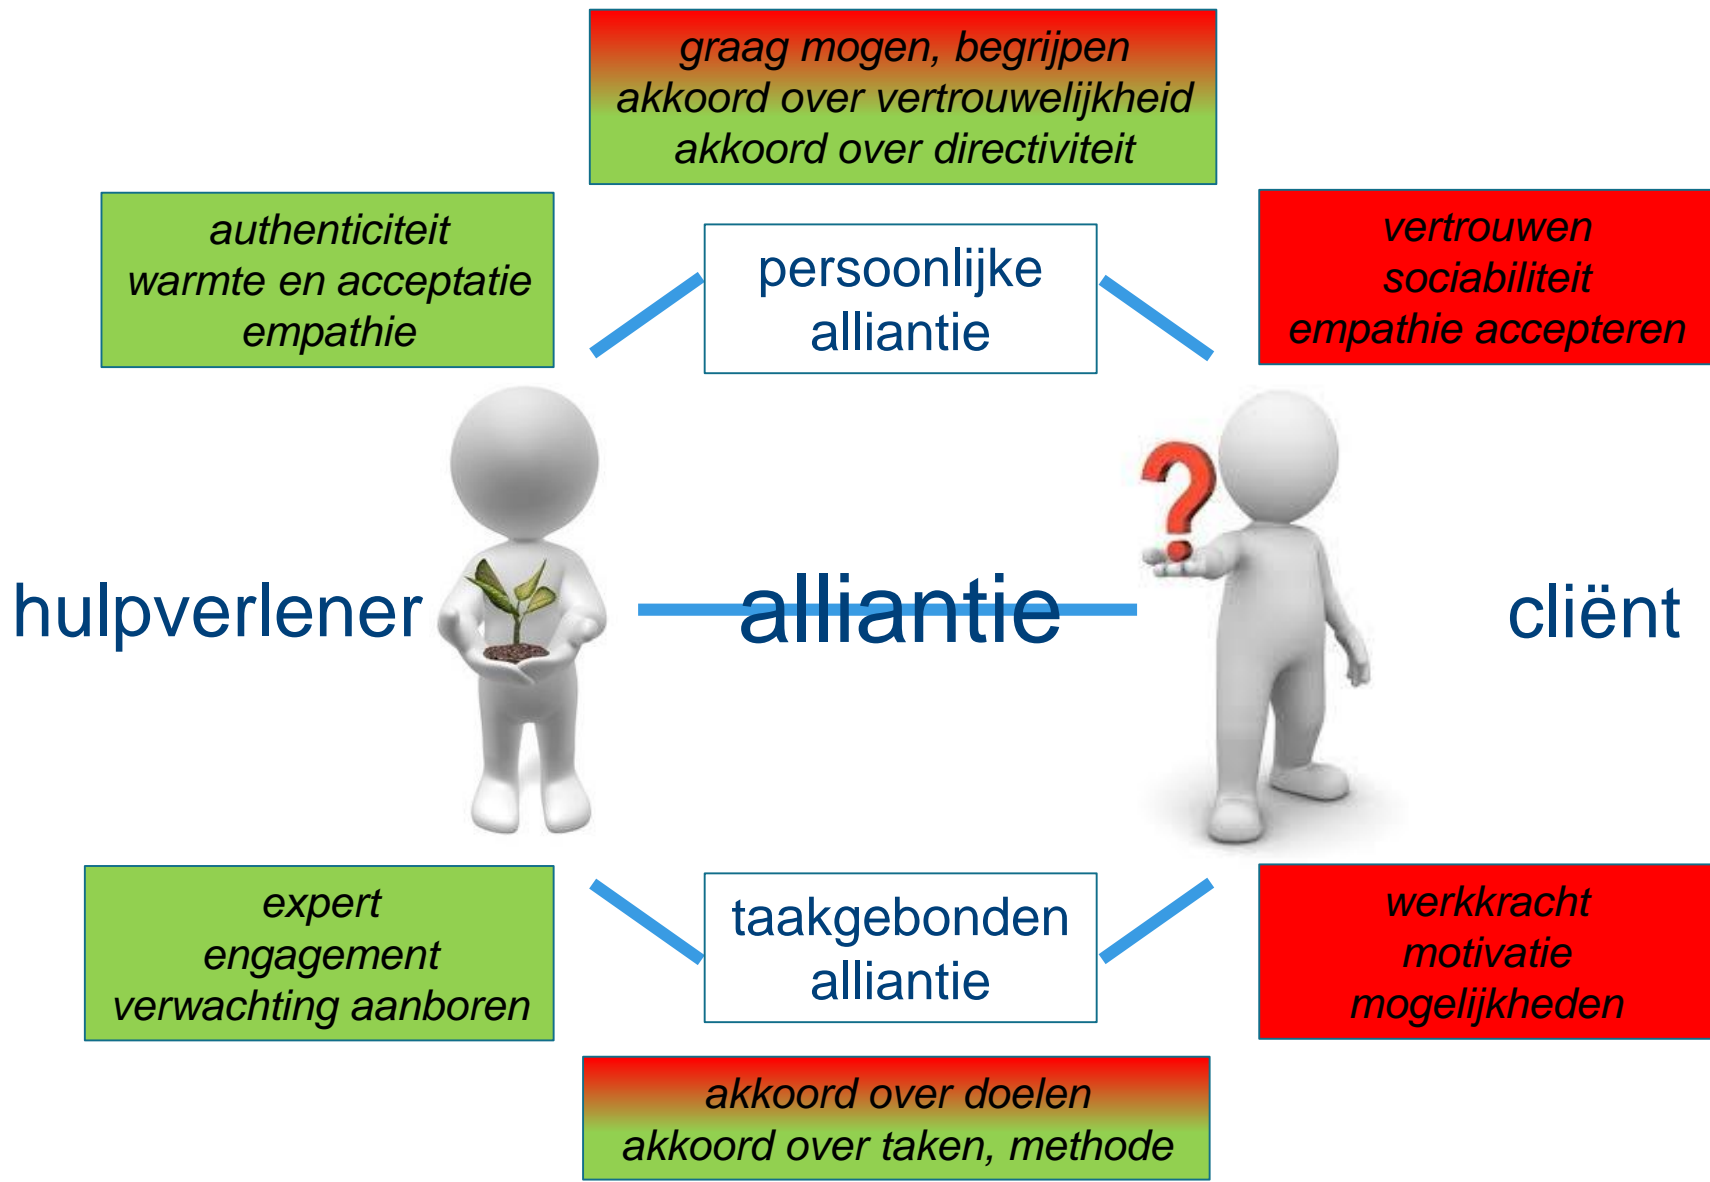 graag mogen, begrijpen
akkoord over vertrouwelijkheid
akkoord over directiviteit
authenticiteit
warmte en acceptatie
empathie
persoonlijke
alliantie
vertrouwen
sociabiliteit
empathie accepteren
?
hulpverlener
alliantie
cliënt
expert
engagement
verwachting aanboren
taakgebonden
alliantie
werkkracht
motivatie
mogelijkheden
akkoord over doelen
akkoord over taken, methode